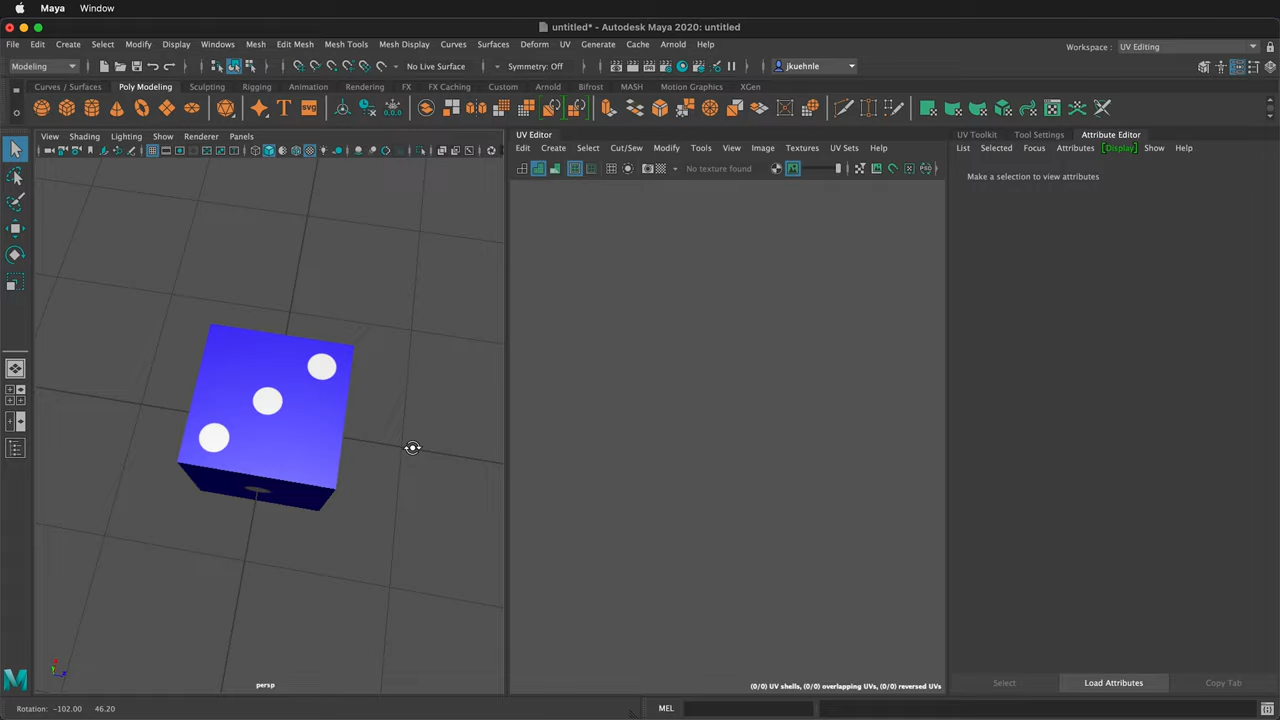 Maya Window
untitled* - Autodesk Maya 2020: untitled
File Edit Create Select Modify Display Windows Mesh Edit Mesh Mesh Tools Mesh Display Curves Surfaces Deform UV Generate Cache Arnold Help
Workspace : UV Editing
Modeling No Live Surface Symmetry: Off jkuehnle
Curves / Surfaces Poly Modeling Sculpting Rigging Animation Rendering FX FX Caching Custom Arnold Bifrost MASH Motion Graphics XGen
T SVG 0,0,0
View Shading Lighting Show Renderer Panels
UV Editor
Edit Create Select Cut/Sew Modify Tools View Image Textures UV Sets Help
No texture found
UV Toolkit Tool Settings Attribute Editor
List Selected Focus Attributes [Display] Show Help
Make a selection to view attributes
persp
(0/0) UV shells, (0/0) overlapping UVs, (0/0) reversed UVs
Select Load Attributes Copy Tab
Rotation: -102.00 46.20
MEL